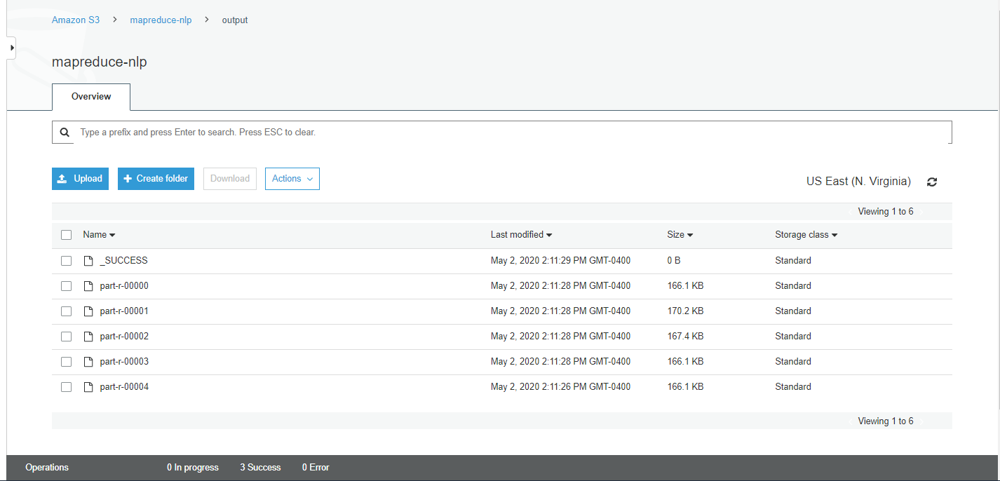 Amazon S3 > mapreduce-nlp > output
mapreduce-nlp
Overview
Type a prefix and press Enter to search. Press ESC to clear.
Upload Create folder Download Actions
US East (N. Virginia)
Viewing 1 to 6
Name Last modified Size Storage class
_SUCCESS May 2, 2020 2:11:29 PM GMT-0400 0 B Standard
part-r-00000 May 2, 2020 2:11:28 PM GMT-0400 166.1 KB Standard
part-r-00001 May 2, 2020 2:11:28 PM GMT-0400 170.2 KB Standard
part-r-00002 May 2, 2020 2:11:28 PM GMT-0400 167.4 KB Standard
part-r-00003 May 2, 2020 2:11:28 PM GMT-0400 166.1 KB Standard
part-r-00004 May 2, 2020 2:11:26 PM GMT-0400 166.1 KB Standard
Viewing 1 to 6
Operations 0 In progress 3 Success 0 Error